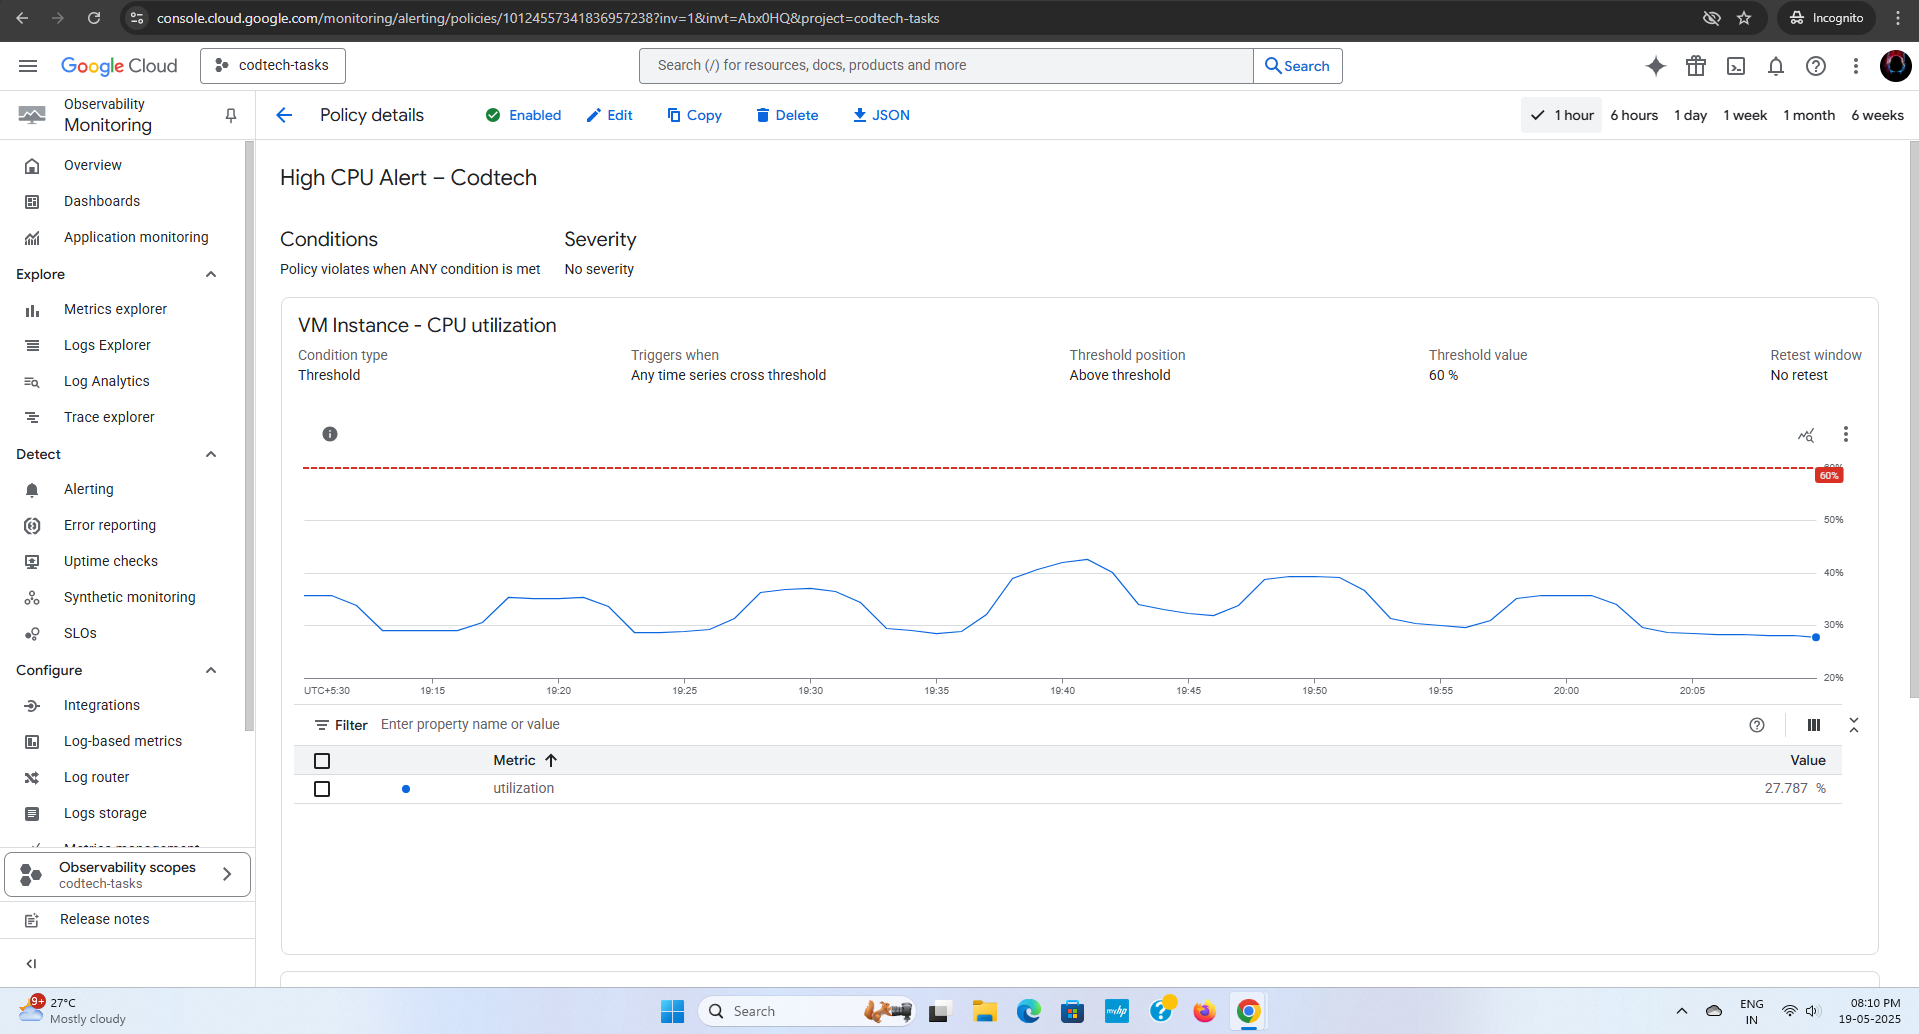 console.cloud.google.com/monitoring/alerting/policies/10124557341836957238?inv=1&invt=Abx0HQ&project=codtech-tasks
Incognito
Google Cloud
codtech-tasks
Search (/) for resources, docs, products and more
Search
Observability
Monitoring
Policy details
Enabled
Edit
Copy
Delete
JSON
1 hour
6 hours
1 day
1 week
1 month
6 weeks
Overview
Dashboards
Application monitoring
Explore
Metrics explorer
Logs Explorer
Log Analytics
Trace explorer
Detect
Alerting
Error reporting
Uptime checks
Synthetic monitoring
SLOs
Configure
Integrations
Log-based metrics
Log router
Logs storage
Metrics management
Observability scopes
codtech-tasks
Release notes
High CPU Alert – Codtech
Conditions
Policy violates when ANY condition is met
Severity
No severity
VM Instance - CPU utilization
Condition type
Threshold
Triggers when
Any time series cross threshold
Threshold position
Above threshold
Threshold value
60 %
Retest window
No retest
60%
60%
50%
40%
30%
20%
UTC+5:30
19:15
19:20
19:25
19:30
19:35
19:40
19:45
19:50
19:55
20:00
20:05
Filter
Enter property name or value
Metric
Value
utilization
27.787 %
9+
27°C
Mostly cloudy
Search
myhp
ENG
IN
08:10 PM
19-05-2025